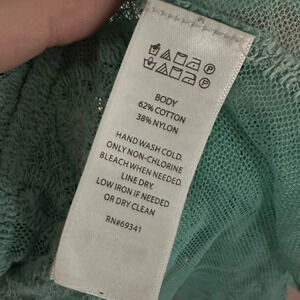 BODY
62% COTTON
38% NYLON
HAND WASH COLD.
ONLY NON-CHLORINE
BLEACH WHEN NEEDED.
LINE DRY.
LOW IRON IF NEEDED
OR DRY CLEAN
RN#69341